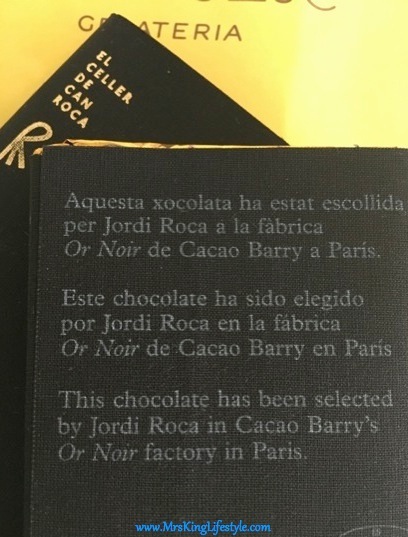 GELATERIA
EL
CELLER
DE
CAN
ROCA
R
Aquesta xocolata ha estat escollida
per Jordi Roca a la fàbrica
Or Noir de Cacao Barry a París.
Este chocolate ha sido elegido
por Jordi Roca en la fábrica
Or Noir de Cacao Barry en París
This chocolate has been selected
by Jordi Roca in Cacao Barry's
Or Noir factory in Paris.
www.MrsKingLifestyle.com